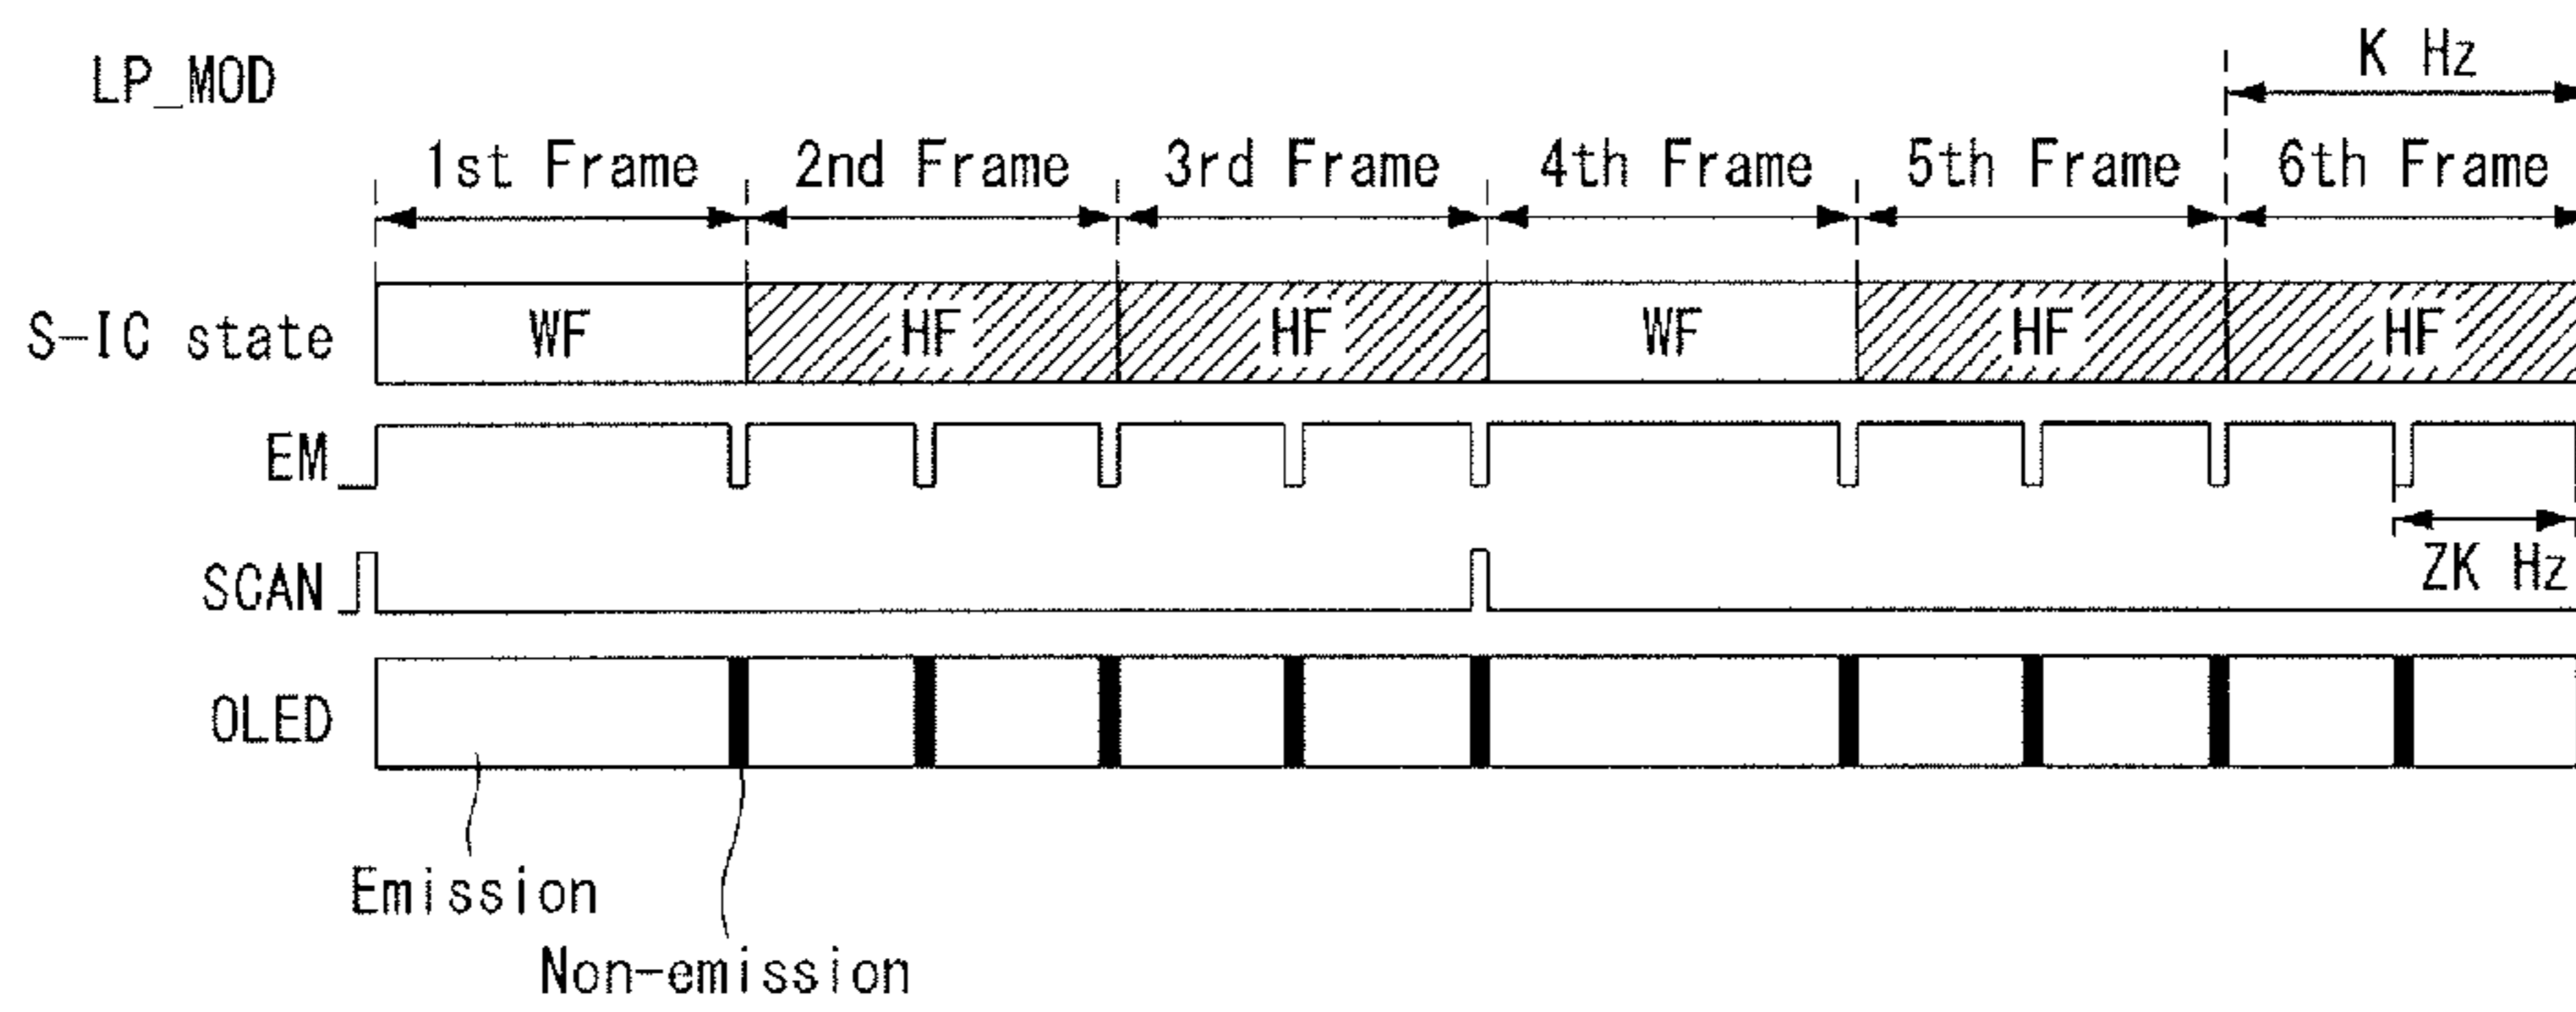 K Hz
LP_MOD
1st Frame 2nd Frame 3rd Frame 4th Frame 5th Frame 6th Frame
S-IC state WF HF HF WF HF HF
EM
SCAN
ZK Hz
OLED
Emission
Non-emission